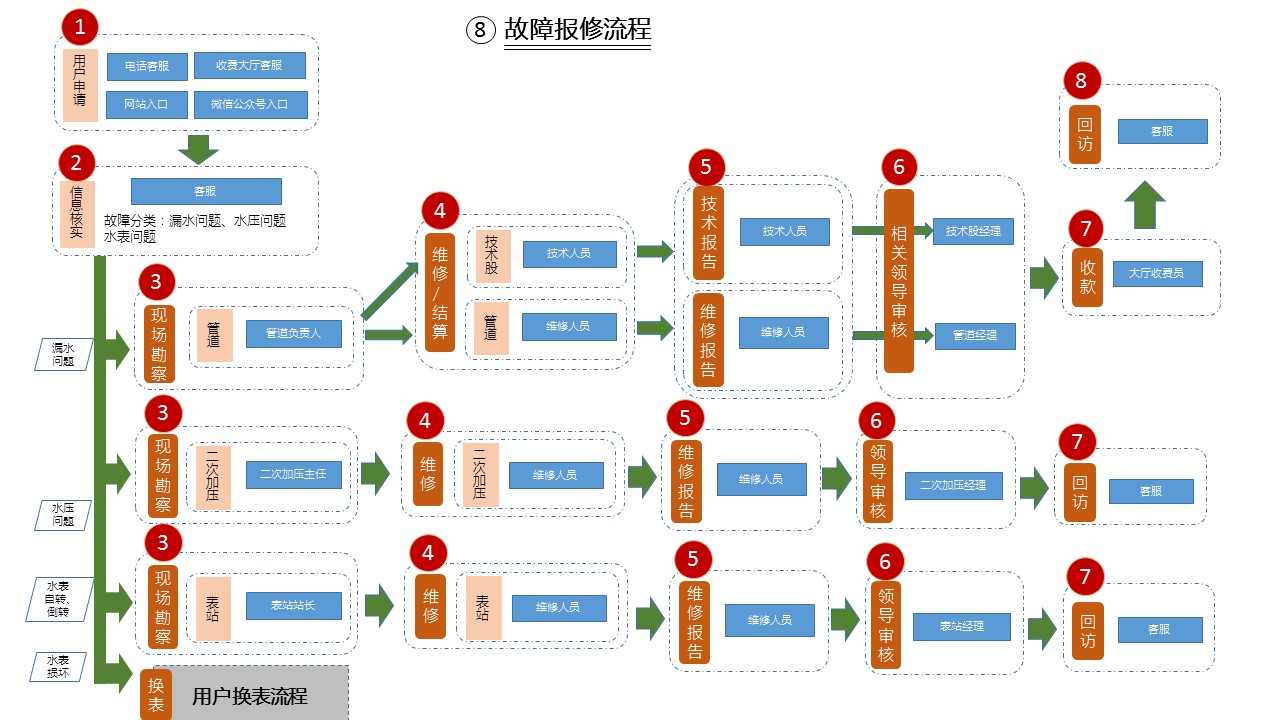 ⑧ 故障报修流程
1
用户申请
电话客服
收费大厅客服
网站入口
微信公众号入口
2
信息核实
客服
故障分类：漏水问题、水压问题
水表问题
漏水
问题
3
现场勘察
管道
管道负责人
4
维修/结算
技术股
技术人员
管道
维修人员
5
技术报告
技术人员
维修报告
维修人员
6
相关领导审核
技术股经理
管道经理
7
收款
大厅收费员
8
回访
客服
水压
问题
3
现场勘察
二次加压
二次加压主任
4
维修
二次加压
维修人员
5
维修报告
维修人员
6
领导审核
二次加压经理
7
回访
客服
水表
自转、
倒转
3
现场勘察
表站
表站站长
4
维修
表站
维修人员
5
维修报告
维修人员
6
领导审核
表站经理
7
回访
客服
水表
损坏
换表
用户换表流程